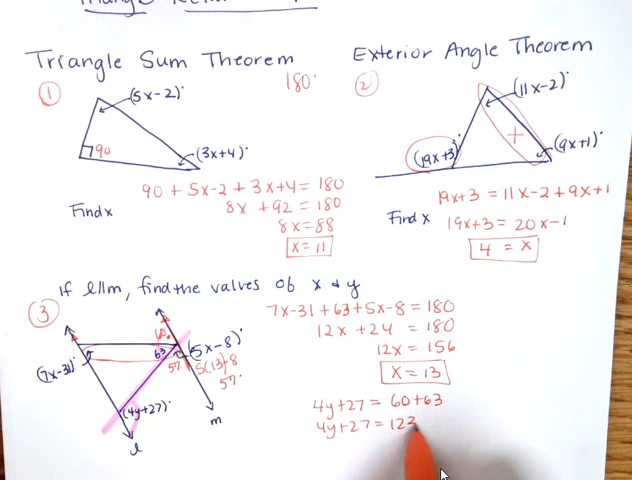 Triangle
Triangle Sum Theorem
180°
① 
(5x-2)°
90
(3x+4)°
90 + 5x-2 + 3x+4 = 180
Find x
8x + 92 = 180
8x = 88
x = 11
Exterior Angle Theorem
②
(11x-2)°
+
(19x+3)°
(9x+1)°
19x+3 = 11x-2 + 9x+1
Find x
19x+3 = 20x-1
4 = x
If l||m, find the values of x & y
③
60
63
57
(5x-8)°
5(13)-8
57°
(7x-31)°
(4y+27)°
l
m
7x-31 + 63 + 5x-8 = 180
12x + 24 = 180
12x = 156
x = 13
4y+27 = 60+63
4y+27 = 123